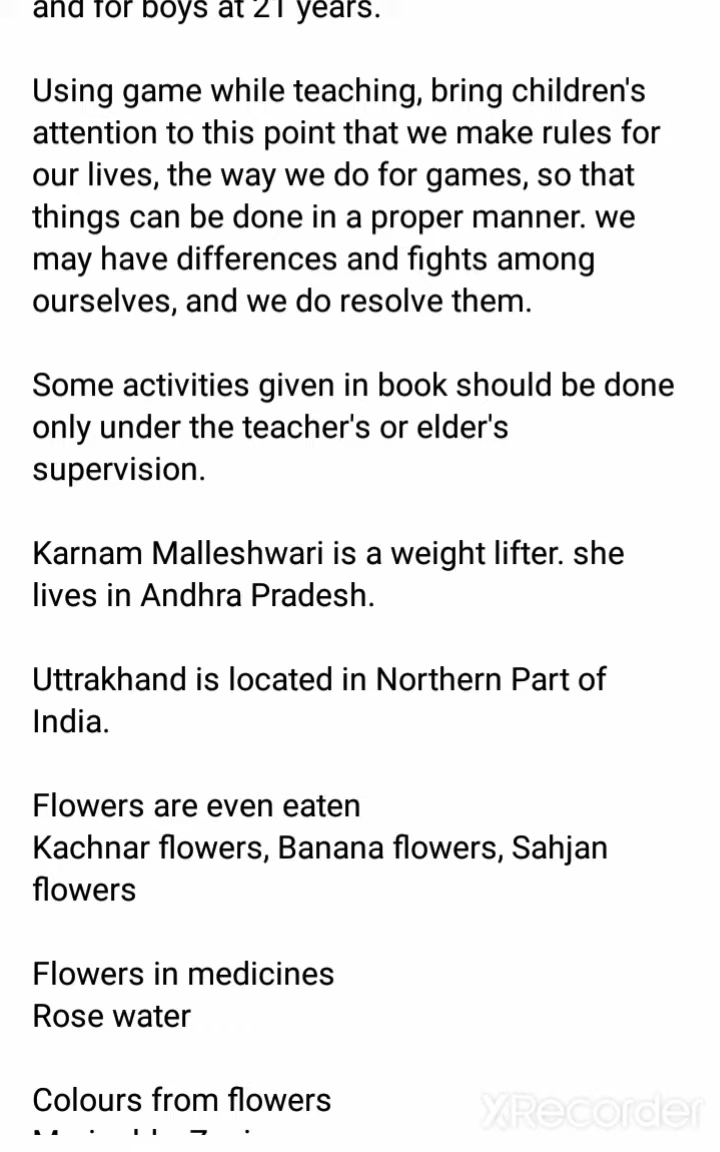 and for boys at 21 years.
Using game while teaching, bring children's
attention to this point that we make rules for
our lives, the way we do for games, so that
things can be done in a proper manner. we
may have differences and fights among
ourselves, and we do resolve them.
Some activities given in book should be done
only under the teacher's or elder's
supervision.
Karnam Malleshwari is a weight lifter. she
lives in Andhra Pradesh.
Uttrakhand is located in Northern Part of
India.
Flowers are even eaten
Kachnar flowers, Banana flowers, Sahjan
flowers
Flowers in medicines
Rose water
Colours from flowers
XRecorder